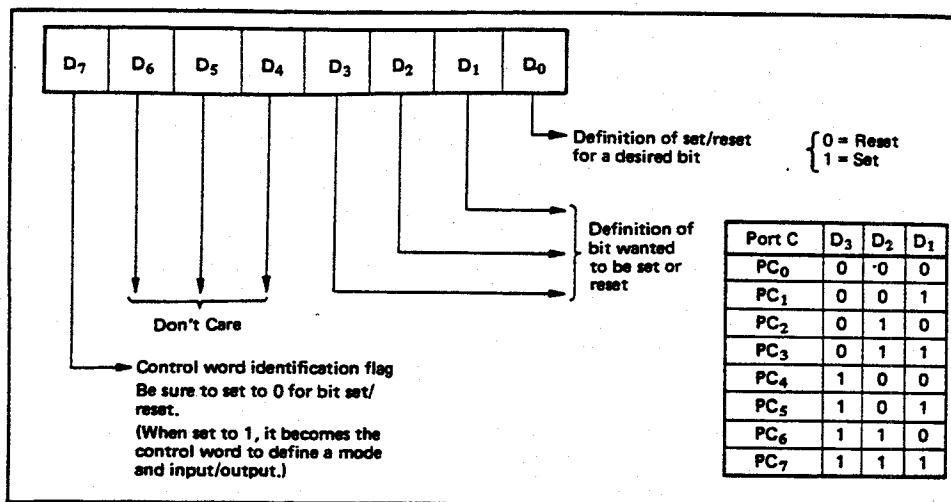 D₇ D₆ D₅ D₄ D₃ D₂ D₁ D₀
Definition of set/reset
for a desired bit
0 = Reset
1 = Set
Definition of
bit wanted
to be set or
reset
Don't Care
Control word identification flag
Be sure to set to 0 for bit set/
reset.
(When set to 1, it becomes the
control word to define a mode
and input/output.)
Port C D₃ D₂ D₁
PC₀ 0 0 0
PC₁ 0 0 1
PC₂ 0 1 0
PC₃ 0 1 1
PC₄ 1 0 0
PC₅ 1 0 1
PC₆ 1 1 0
PC₇ 1 1 1